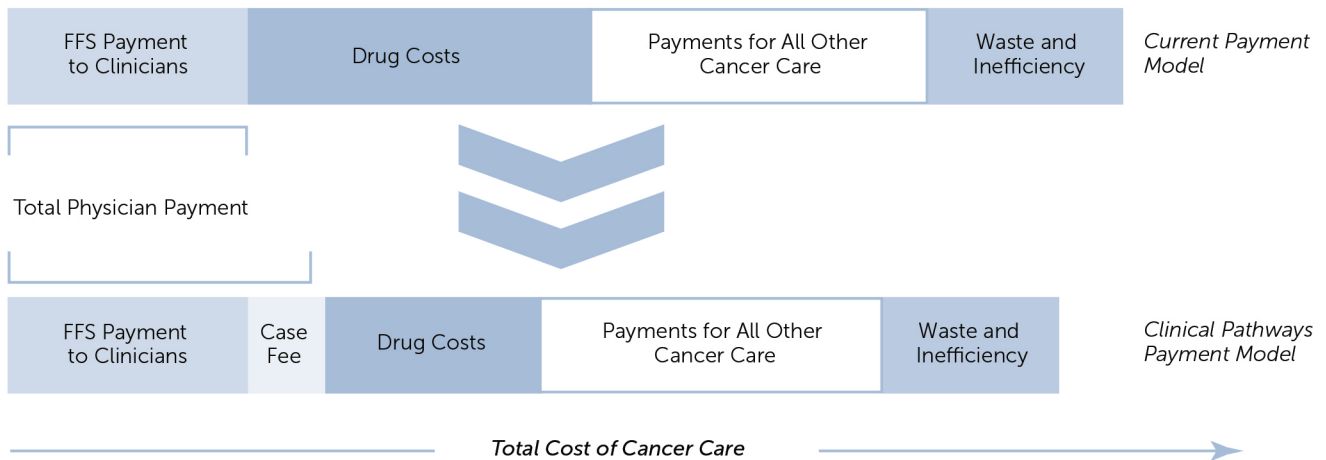 FFS Payment
to Clinicians
Drug Costs
Payments for All Other
Cancer Care
Waste and
Inefficiency
Current Payment
Model
Total Physician Payment
FFS Payment
to Clinicians
Case
Fee
Drug Costs
Payments for All Other
Cancer Care
Waste and
Inefficiency
Clinical Pathways
Payment Model
Total Cost of Cancer Care